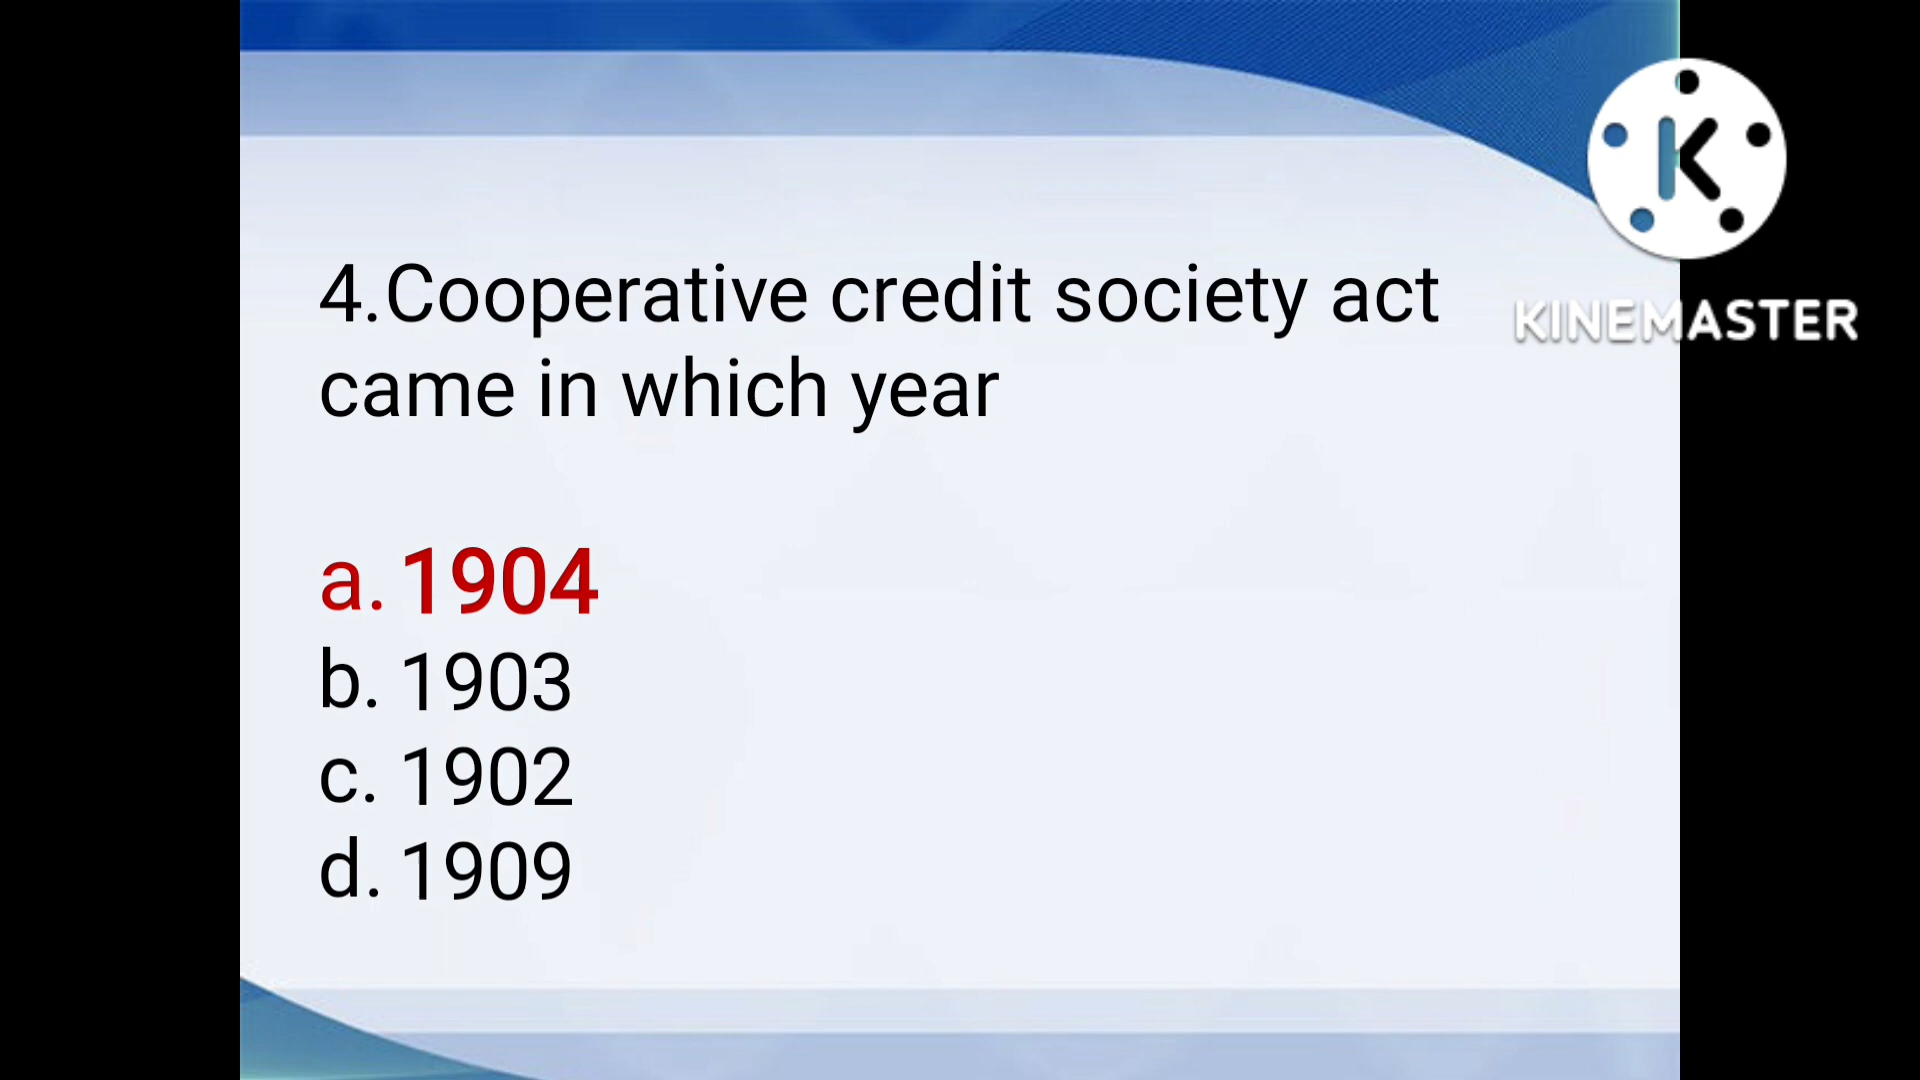 4.Cooperative credit society act
came in which year
a. 1904
b. 1903
c. 1902
d. 1909
K
KINEMASTER